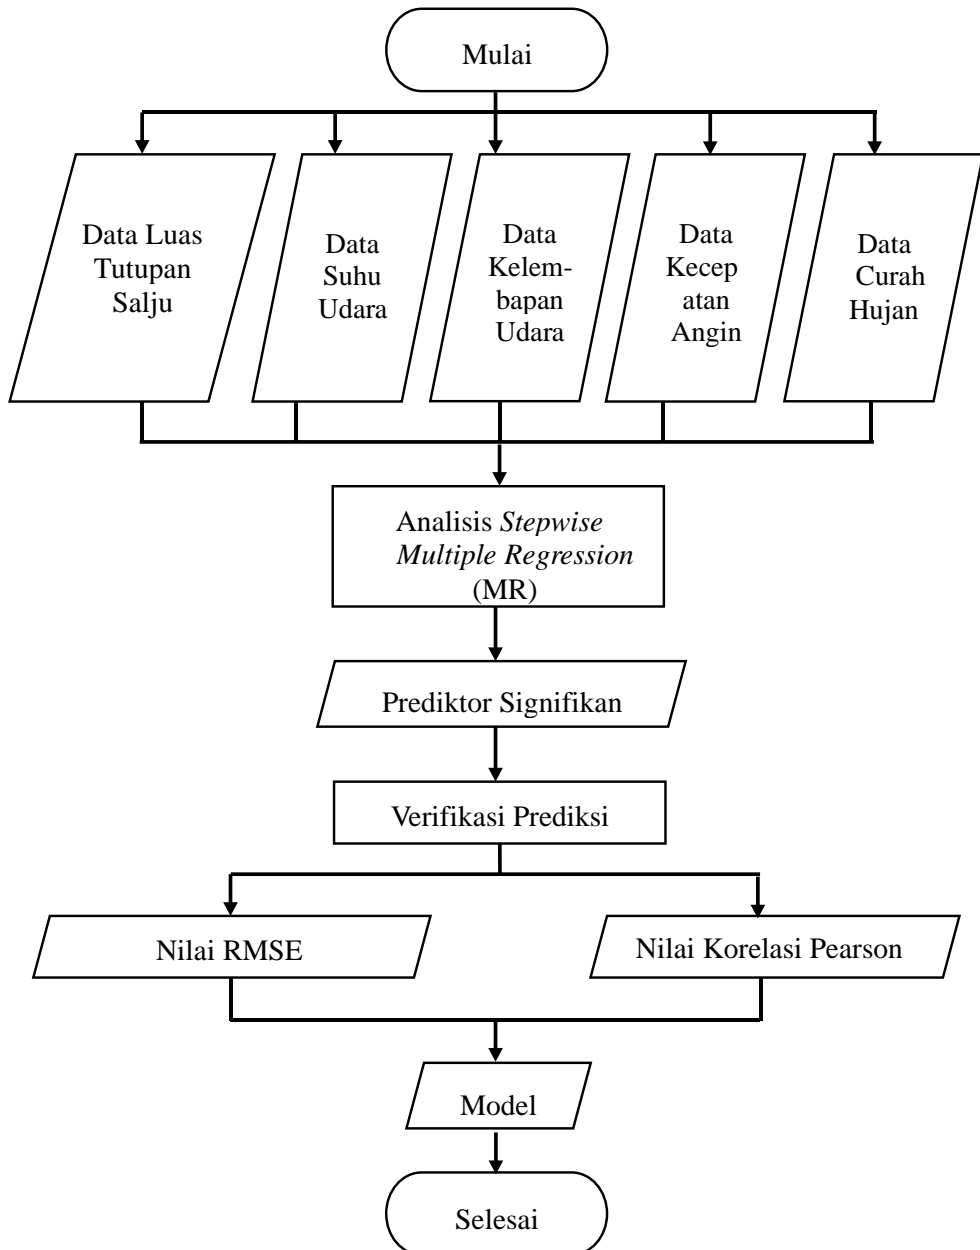 Mulai
Data Luas
Tutupan
Salju
Data
Suhu
Udara
Data
Kelem-
bapan
Udara
Data
Kecep
atan
Angin
Data
Curah
Hujan
Analisis Stepwise
Multiple Regression
(MR)
Prediktor Signifikan
Verifikasi Prediksi
Nilai RMSE
Nilai Korelasi Pearson
Model
Selesai